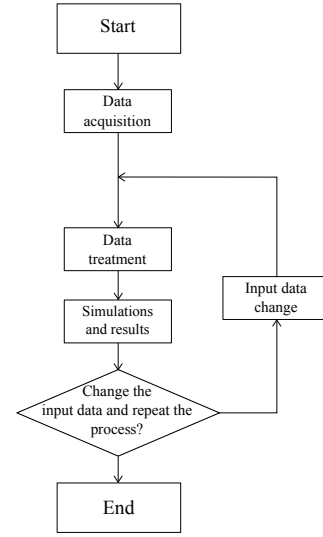 Start
Data
acquisition
Data
treatment
Input data
change
Simulations
and results
Change the
input data and repeat the
process?
End